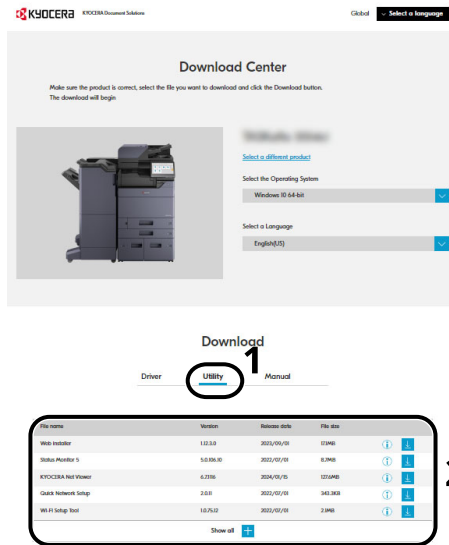 KYOCERA KYOCERA Document Solutions Global Select a language
Download Center
Make sure the product is correct, select the file you want to download and click the Download button.
The download will begin
Select a different product
Select the Operating System
Windows 10 64-bit
Select a Language
English(US)
Download
1
Driver Utility Manual
File name Version Release date File size
Web Installer 1.12.3.0 2023/09/01 17.1MB
Status Monitor 5 5.0.106.10 2022/07/01 8.7MB
KYOCERA Net Viewer 2024/01/15 127.6MB
Quick Network Setup 2.0.11 2022/07/01 343.3KB
Wi-Fi Setup Tool 1.0.75.12 2022/07/01 2.1MB
Show all